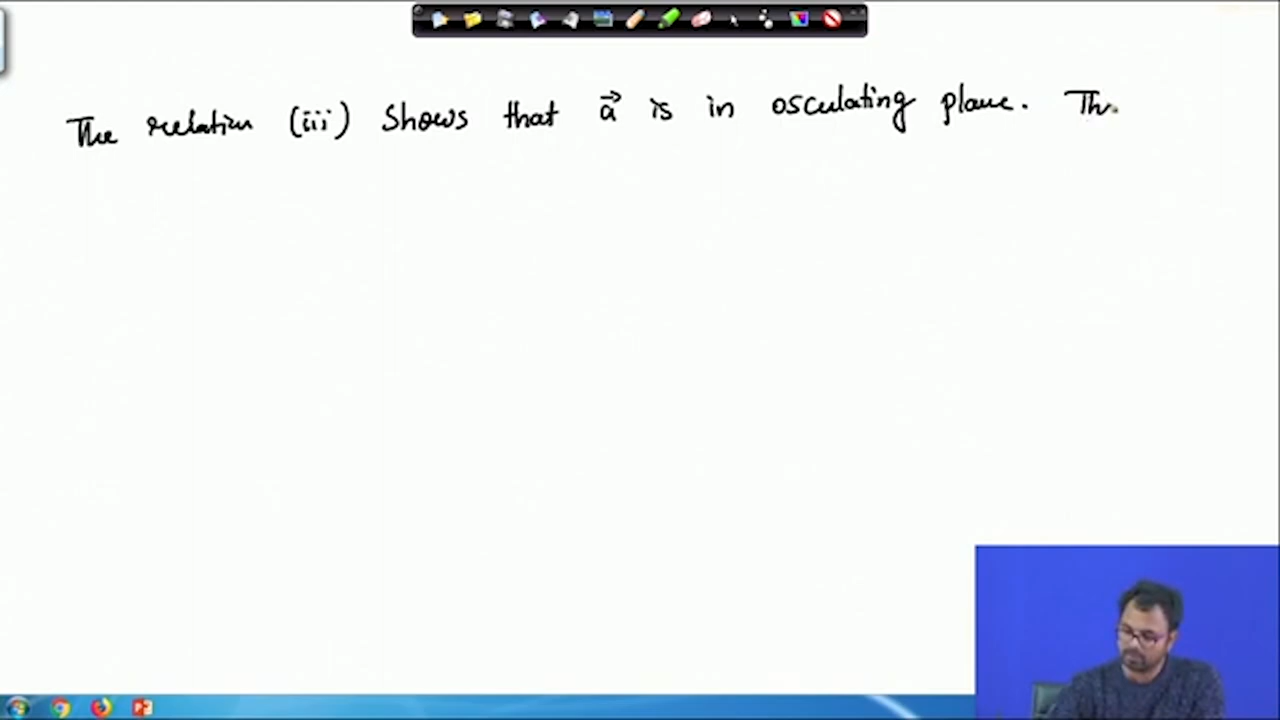 The relation (iii) shows that a⃗ is in osculating plane. Th